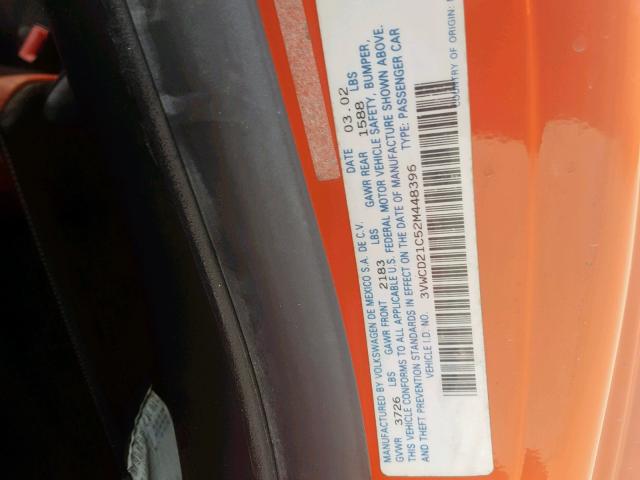 MANUFACTURED BY VOLKSWAGEN DE MEXICO S.A. DE C.V. DATE 03.02
GVWR 3726 LBS GAWR FRONT 2183 LBS GAWR REAR 1588 LBS
THIS VEHICLE CONFORMS TO ALL APPLICABLE U.S. FEDERAL MOTOR VEHICLE SAFETY, BUMPER,
AND THEFT PREVENTION STANDARDS IN EFFECT ON THE DATE OF MANUFACTURE SHOWN ABOVE.
VEHICLE I.D. NO. 3VWCD21C52M448396 TYPE: PASSENGER CAR
COUNTRY OF ORIGIN: